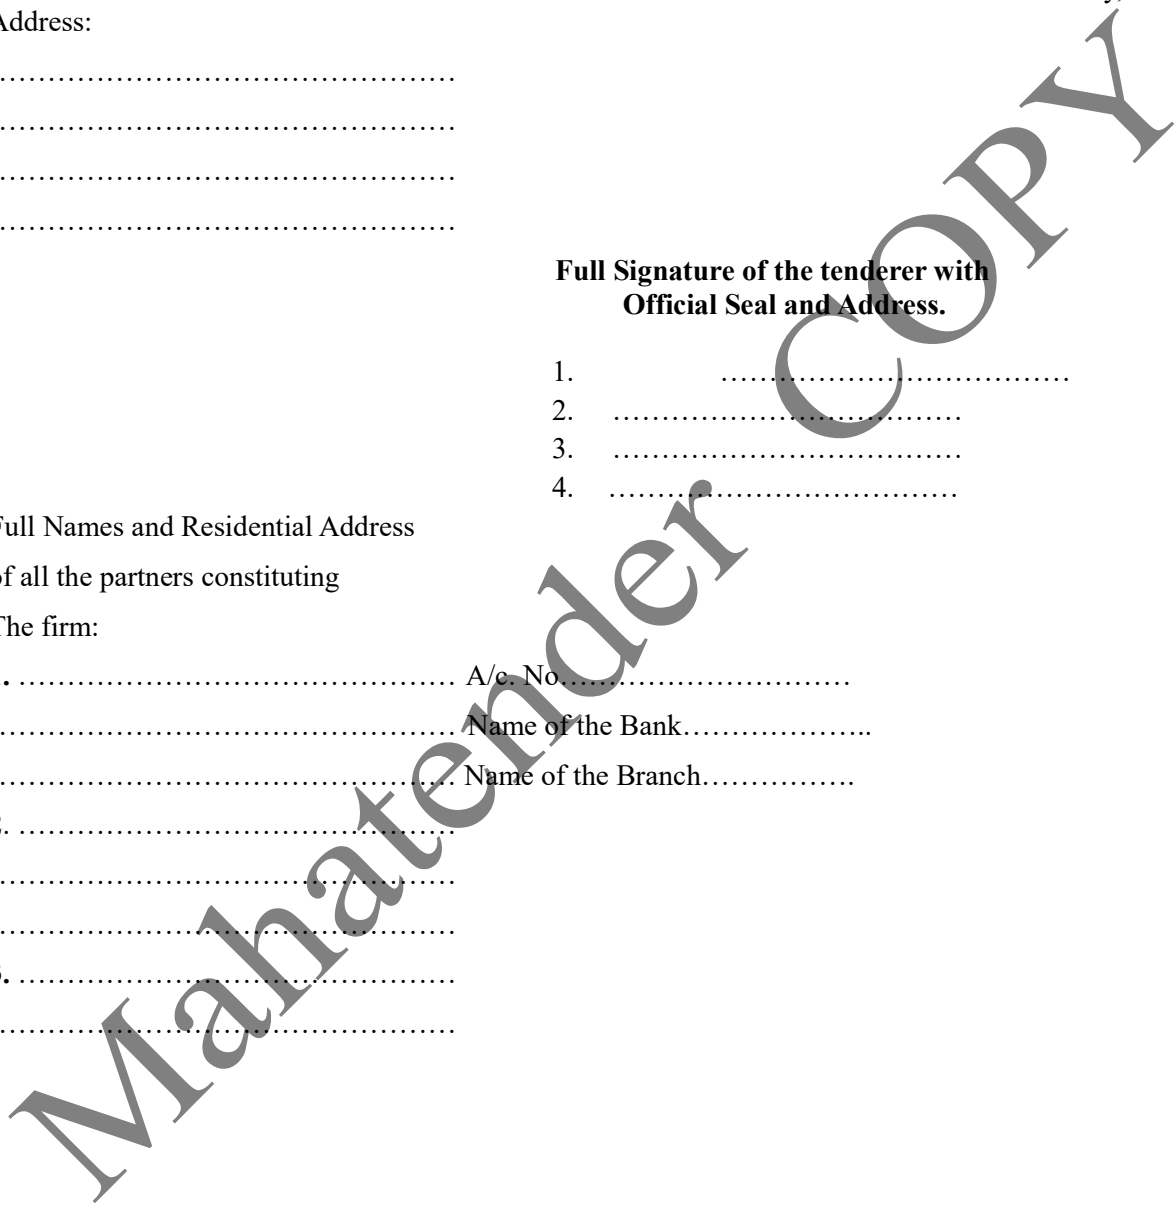 Address:
……………………………………………
……………………………………………
……………………………………………
……………………………………………
Full Signature of the tenderer with
Official Seal and Address.
1. ………………………………
2. ………………………………
3. ………………………………
4. ………………………………
Full Names and Residential Address
of all the partners constituting
The firm:
. ……………………………………… A/c. No…………………………
……………………………………………… Name of the Bank………………..
……………………………………………… Name of the Branch…………….
2. ………………………………………
……………………………………………
……………………………………………
3. ………………………………………
……………………………………………
Mahatender COPY